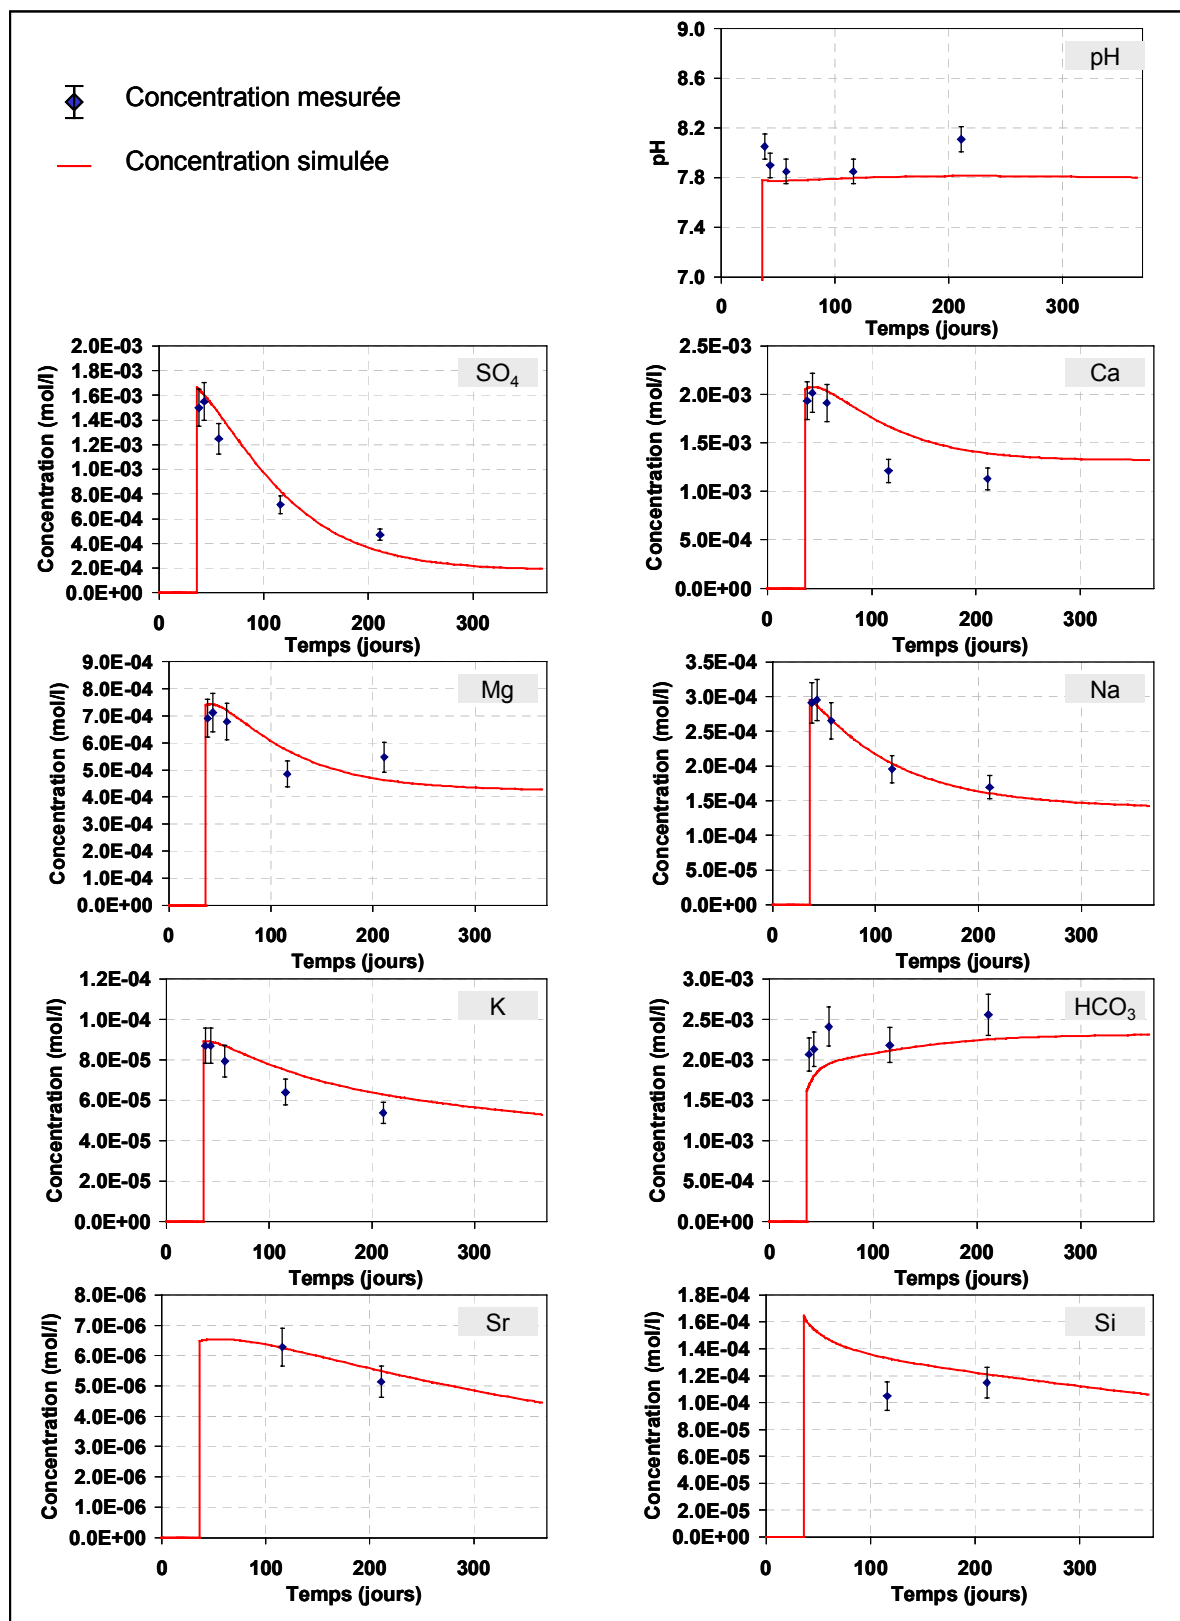 Concentration mesurée
Concentration simulée
pH
pH
9.0
8.6
8.2
7.8
7.4
7.0
0 100 200 300
Temps (jours)
SO4
Concentration (mol/l)
2.0E-03
1.8E-03
1.6E-03
1.4E-03
1.2E-03
1.0E-03
8.0E-04
6.0E-04
4.0E-04
2.0E-04
0.0E+00
0 100 200 300
Temps (jours)
Ca
Concentration (mol/l)
2.5E-03
2.0E-03
1.5E-03
1.0E-03
5.0E-04
0.0E+00
0 100 200 300
Temps (jours)
Mg
Concentration (mol/l)
9.0E-04
8.0E-04
7.0E-04
6.0E-04
5.0E-04
4.0E-04
3.0E-04
2.0E-04
1.0E-04
0.0E+00
0 100 200 300
Temps (jours)
Na
Concentration (mol/l)
3.5E-04
3.0E-04
2.5E-04
2.0E-04
1.5E-04
1.0E-04
5.0E-05
0.0E+00
0 100 200 300
Temps (jours)
K
Concentration (mol/l)
1.2E-04
1.0E-04
8.0E-05
6.0E-05
4.0E-05
2.0E-05
0.0E+00
0 100 200 300
Temps (jours)
HCO3
Concentration (mol/l)
3.0E-03
2.5E-03
2.0E-03
1.5E-03
1.0E-03
5.0E-04
0.0E+00
0 100 200 300
Temps (jours)
Sr
Concentration (mol/l)
8.0E-06
7.0E-06
6.0E-06
5.0E-06
4.0E-06
3.0E-06
2.0E-06
1.0E-06
0.0E+00
0 100 200 300
Temps (jours)
Si
Concentration (mol/l)
1.8E-04
1.6E-04
1.4E-04
1.2E-04
1.0E-04
8.0E-05
6.0E-05
4.0E-05
2.0E-05
0.0E+00
0 100 200 300
Temps (jours)